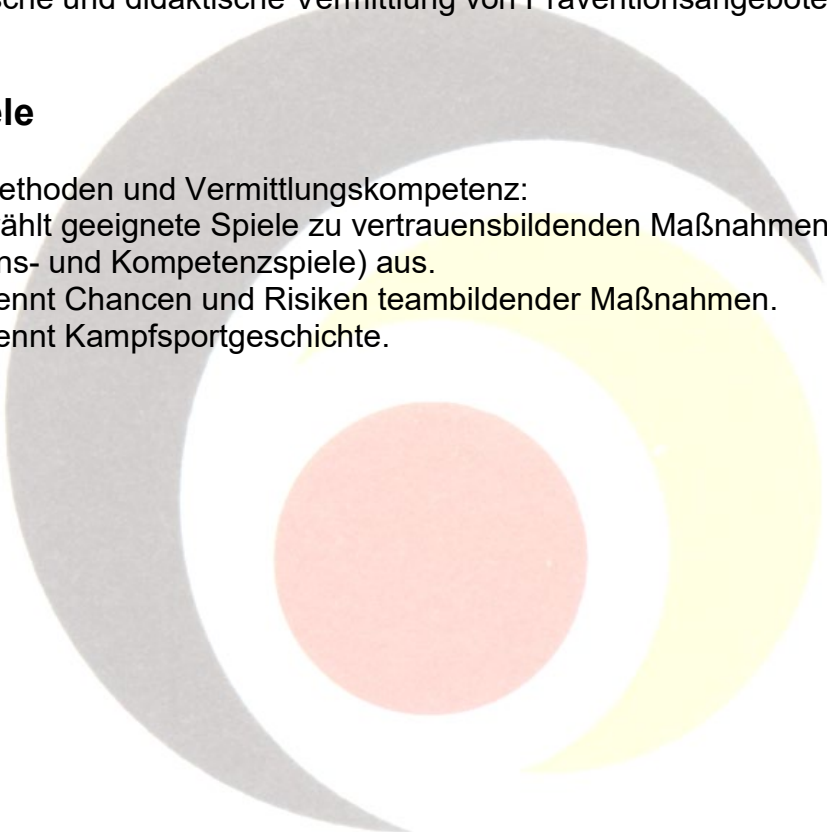 sche und didaktische Vermittlung von Präventionsangebote
ele
ethoden und Vermittlungskompetenz:
ählt geeignete Spiele zu vertrauensbildenden Maßnahmen
ns- und Kompetenzspiele) aus.
ennt Chancen und Risiken teambildender Maßnahmen.
ennt Kampfsportgeschichte.